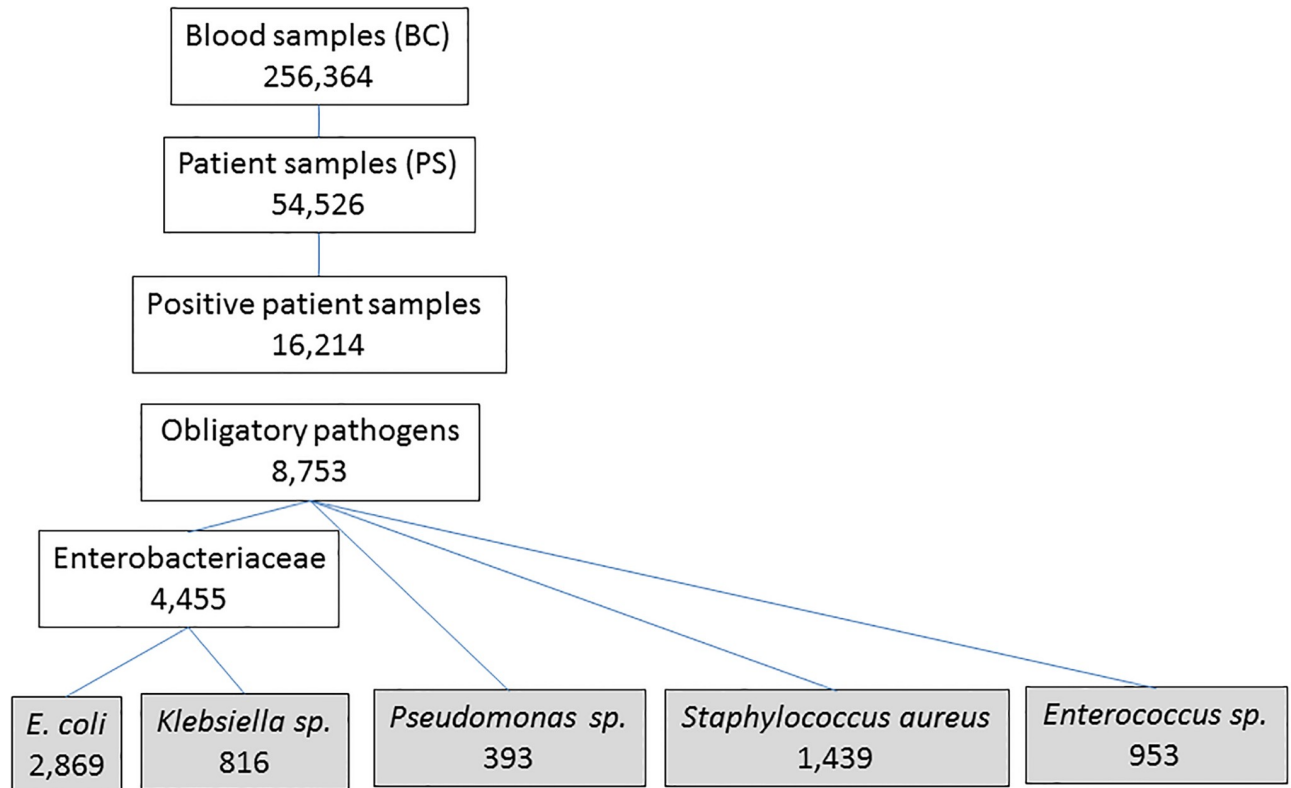 Blood samples (BC)
256,364
Patient samples (PS)
54,526
Positive patient samples
16,214
Obligatory pathogens
8,753
Enterobacteriaceae
4,455
E. coli
2,869
Klebsiella sp.
816
Pseudomonas sp.
393
Staphylococcus aureus
1,439
Enterococcus sp.
953